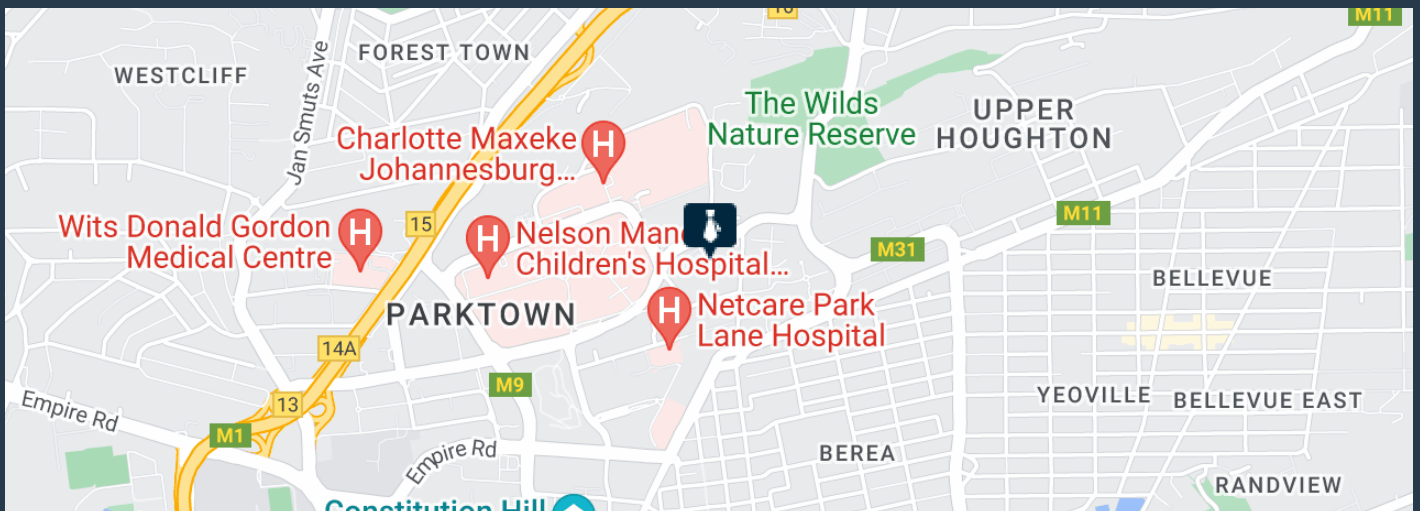 M11
FOREST TOWN
WESTCLIFF
Jan Smuts Ave
The Wilds
Nature Reserve
UPPER
HOUGHTON
Charlotte Maxeke
Johannesburg...
H
Wits Donald Gordon
Medical Centre
H
15
H
Nelson Man
Children's Hospital...
M11
M31
BELLEVUE
PARKTOWN
H
Netcare Park
Lane Hospital
14A
M9
13
Empire Rd
M1
YEOVILLE
BELLEVUE EAST
Empire Rd
BEREA
RANDVIEW
Constitution Hill